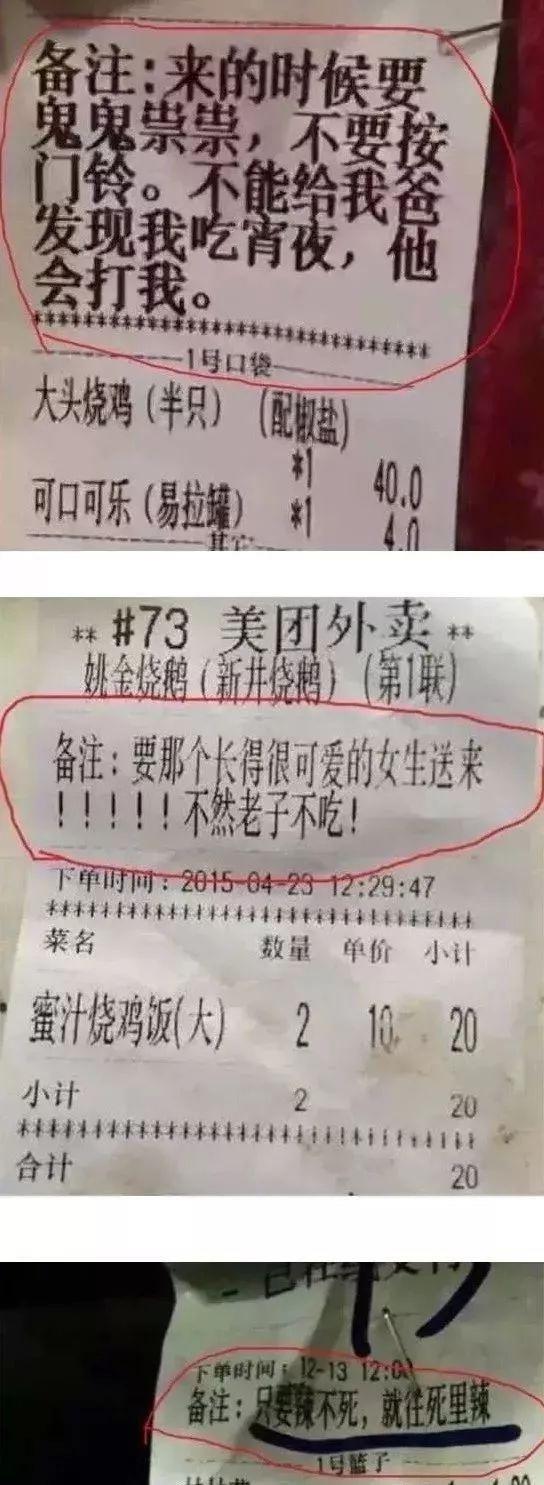 备注:来的时候要
鬼鬼祟祟，不要按
门铃。不能给我爸
发现我吃宵夜，他
会打我。
********************************
1号口袋
大头烧鸡（半只）（配椒盐）
*1 40.0
可口可乐（易拉罐） *1 4.0
其它
** #73 美团外卖 **
姚金烧鹅（新井烧鹅）（第1联）
备注：要那个长得很可爱的女生送来
！！！！！不然老子不吃！
下单时间：2015-04-23 12:29:47
********************************
菜名 数量 单价 小计
蜜汁烧鸡饭(大) 2 10 20
小计 2 20
********************************
合计 20
下单时间：12-13 12:0
备注：只要辣不死，就往死里辣
1号篮子